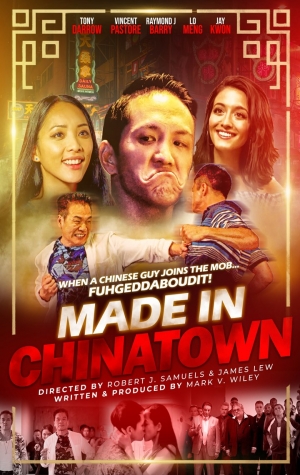 TONY VINCENT RAYMOND J LO JAY
DARROW PASTORE BARRY MENG KWON
WHEN A CHINESE GUY JOINS THE MOB...
FUHGEDDABOUDIT!
MADE IN
CHINATOWN
DIRECTED BY ROBERT J. SAMUELS & JAMES LEW
WRITTEN & PRODUCED BY MARK V. WILEY